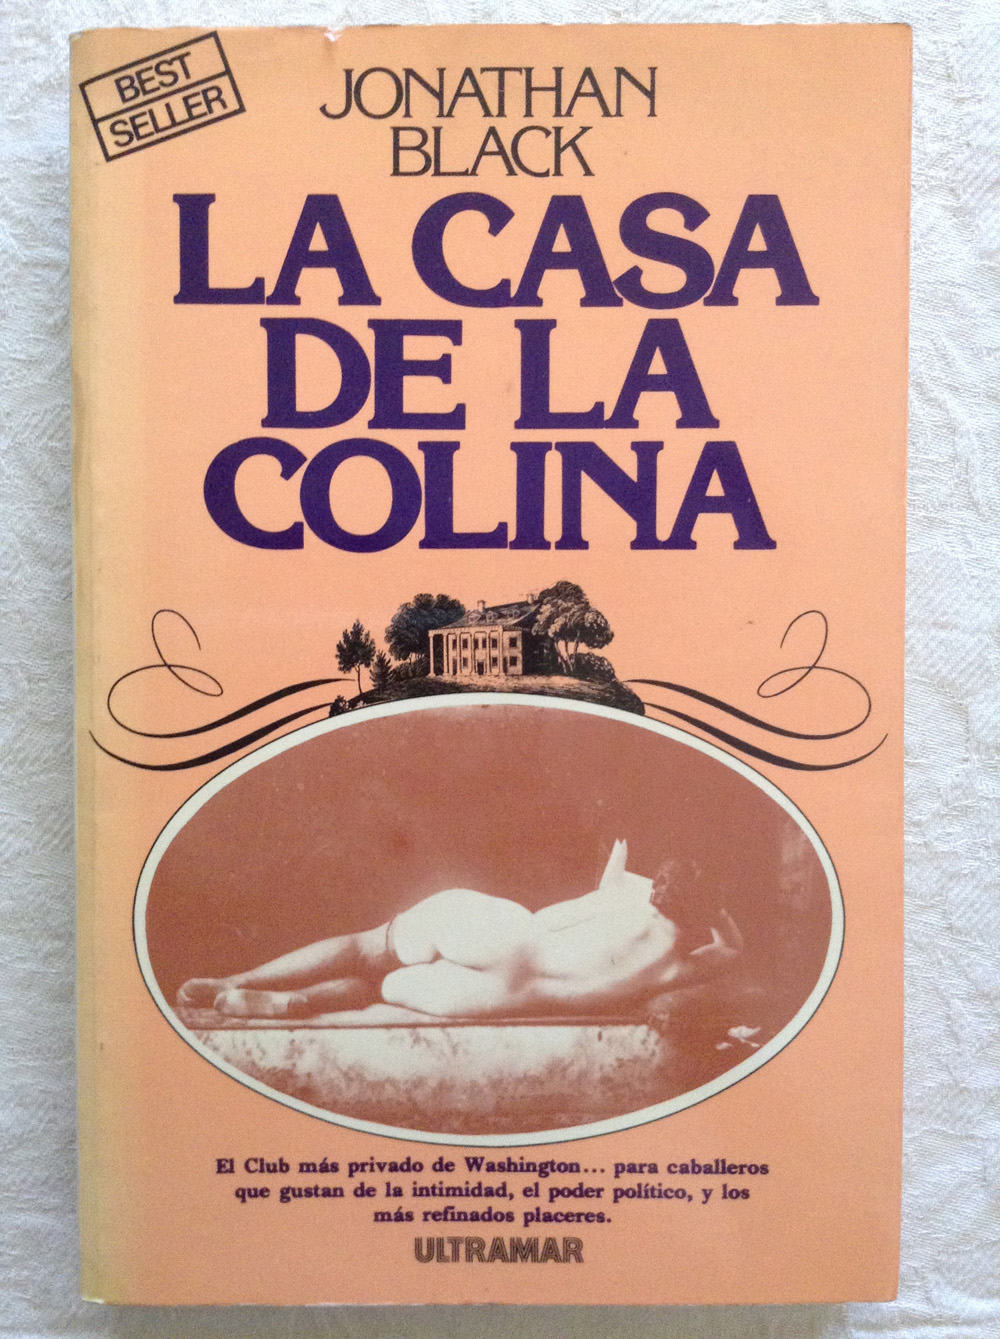 BEST
SELLER
JONATHAN
BLACK
LA CASA
DE LA
COLINA
El Club más privado de Washington... para caballeros
que gustan de la intimidad, el poder político, y los
más refinados placeres.
ULTRAMAR